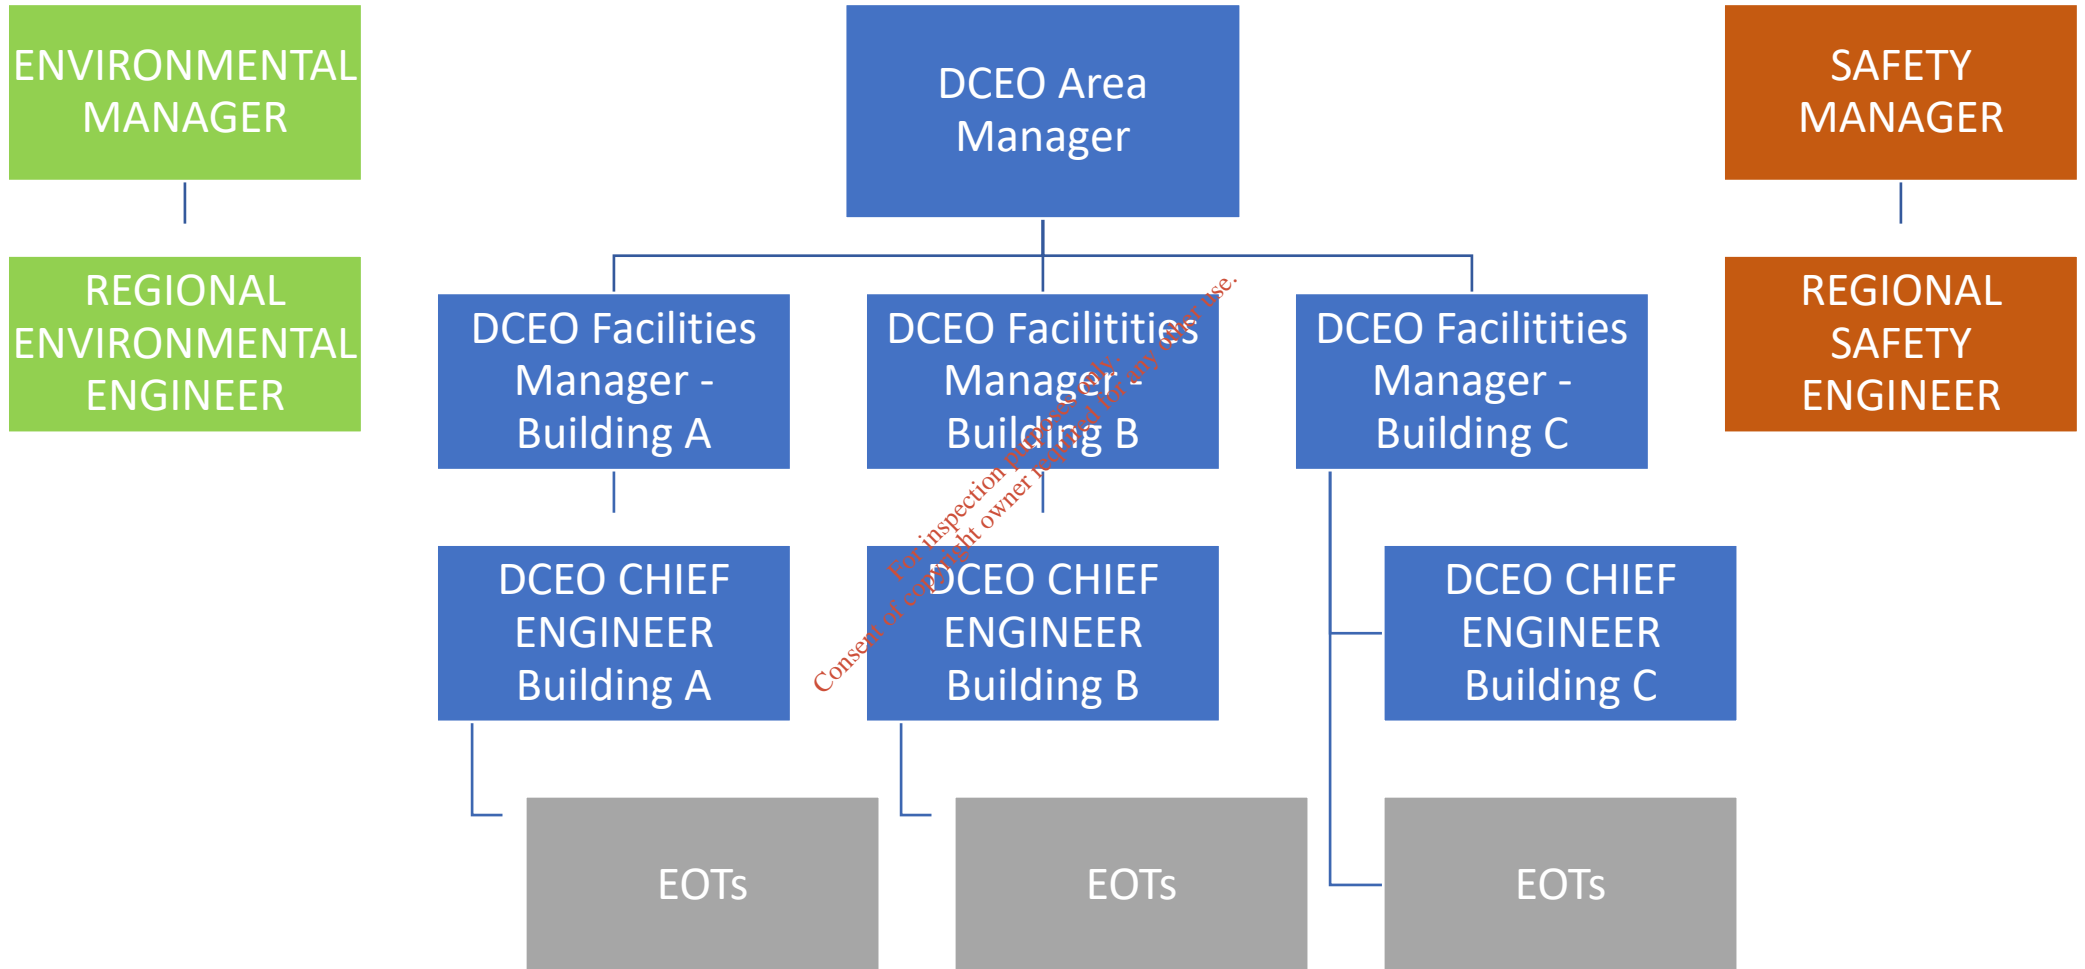 ENVIRONMENTAL
MANAGER
DCEO Area
Manager
SAFETY
MANAGER
REGIONAL
ENVIRONMENTAL
ENGINEER
DCEO Facilities
Manager -
Building A
DCEO Facilitities
Manager -
Building B
DCEO Facilitities
Manager -
Building C
REGIONAL
SAFETY
ENGINEER
DCEO CHIEF
ENGINEER
Building A
DCEO CHIEF
ENGINEER
Building B
DCEO CHIEF
ENGINEER
Building C
EOTs
EOTs
EOTs
For inspection purposes only.
Consent of copyright owner required for any other use.